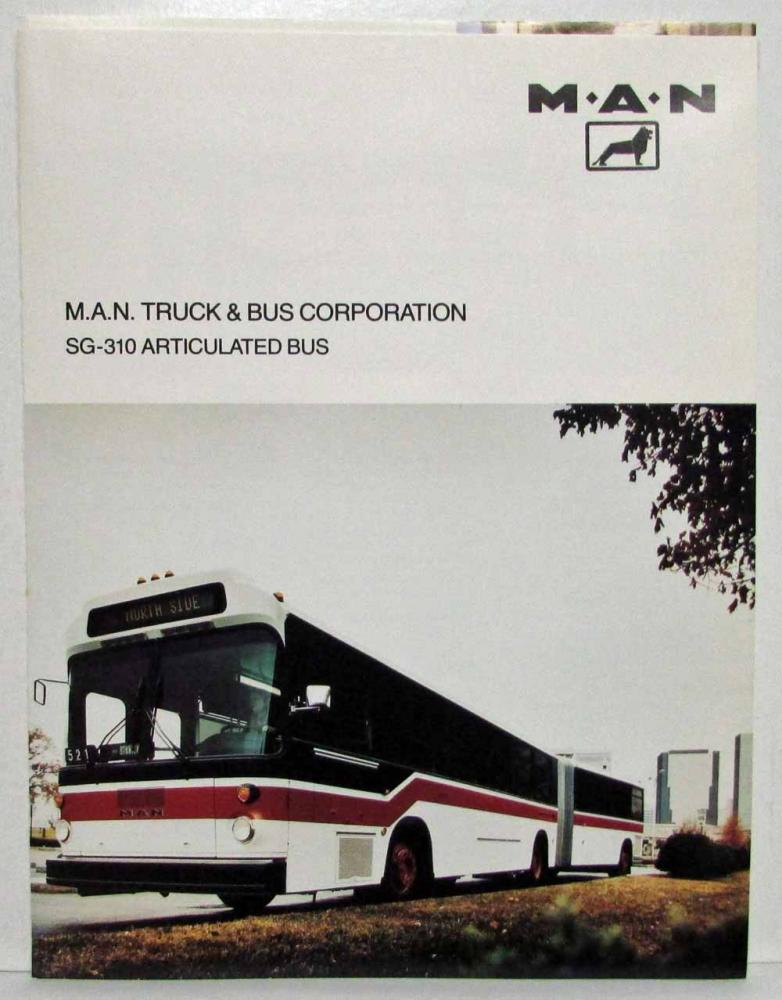 M·A·N
M.A.N. TRUCK & BUS CORPORATION
SG-310 ARTICULATED BUS
NORTH SIDE
521
MAN